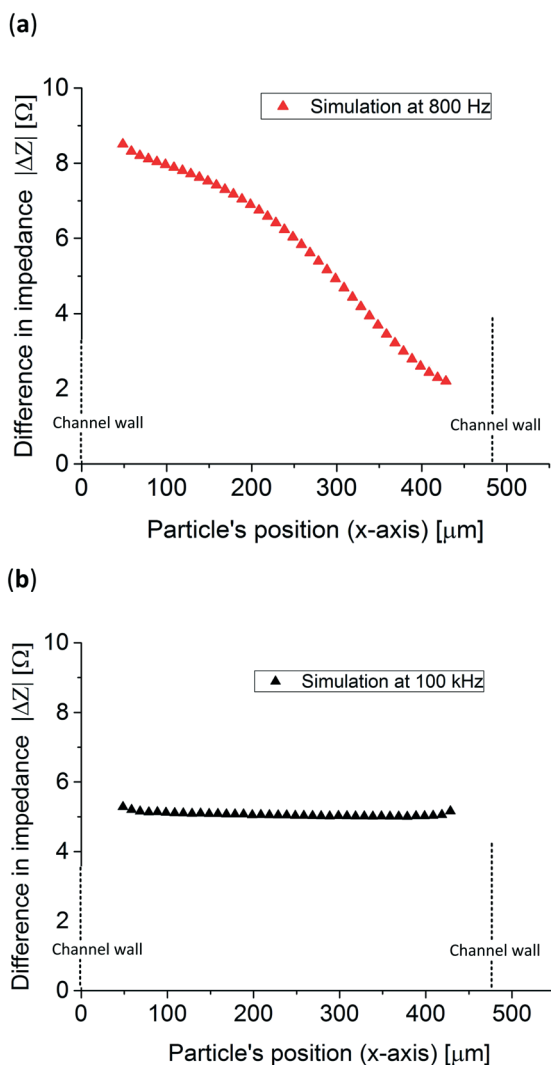 (a)
10
8
6
4
2
0
Difference in impedance |ΔZ| [Ω]
Simulation at 800 Hz
Channel wall
Channel wall
0
100
200
300
400
500
Particle's position (x-axis) [μm]
(b)
10
8
6
4
2
0
Difference in impedance |ΔZ| [Ω]
Simulation at 100 kHz
Channel wall
Channel wall
0
100
200
300
400
500
Particle's position (x-axis) [μm]